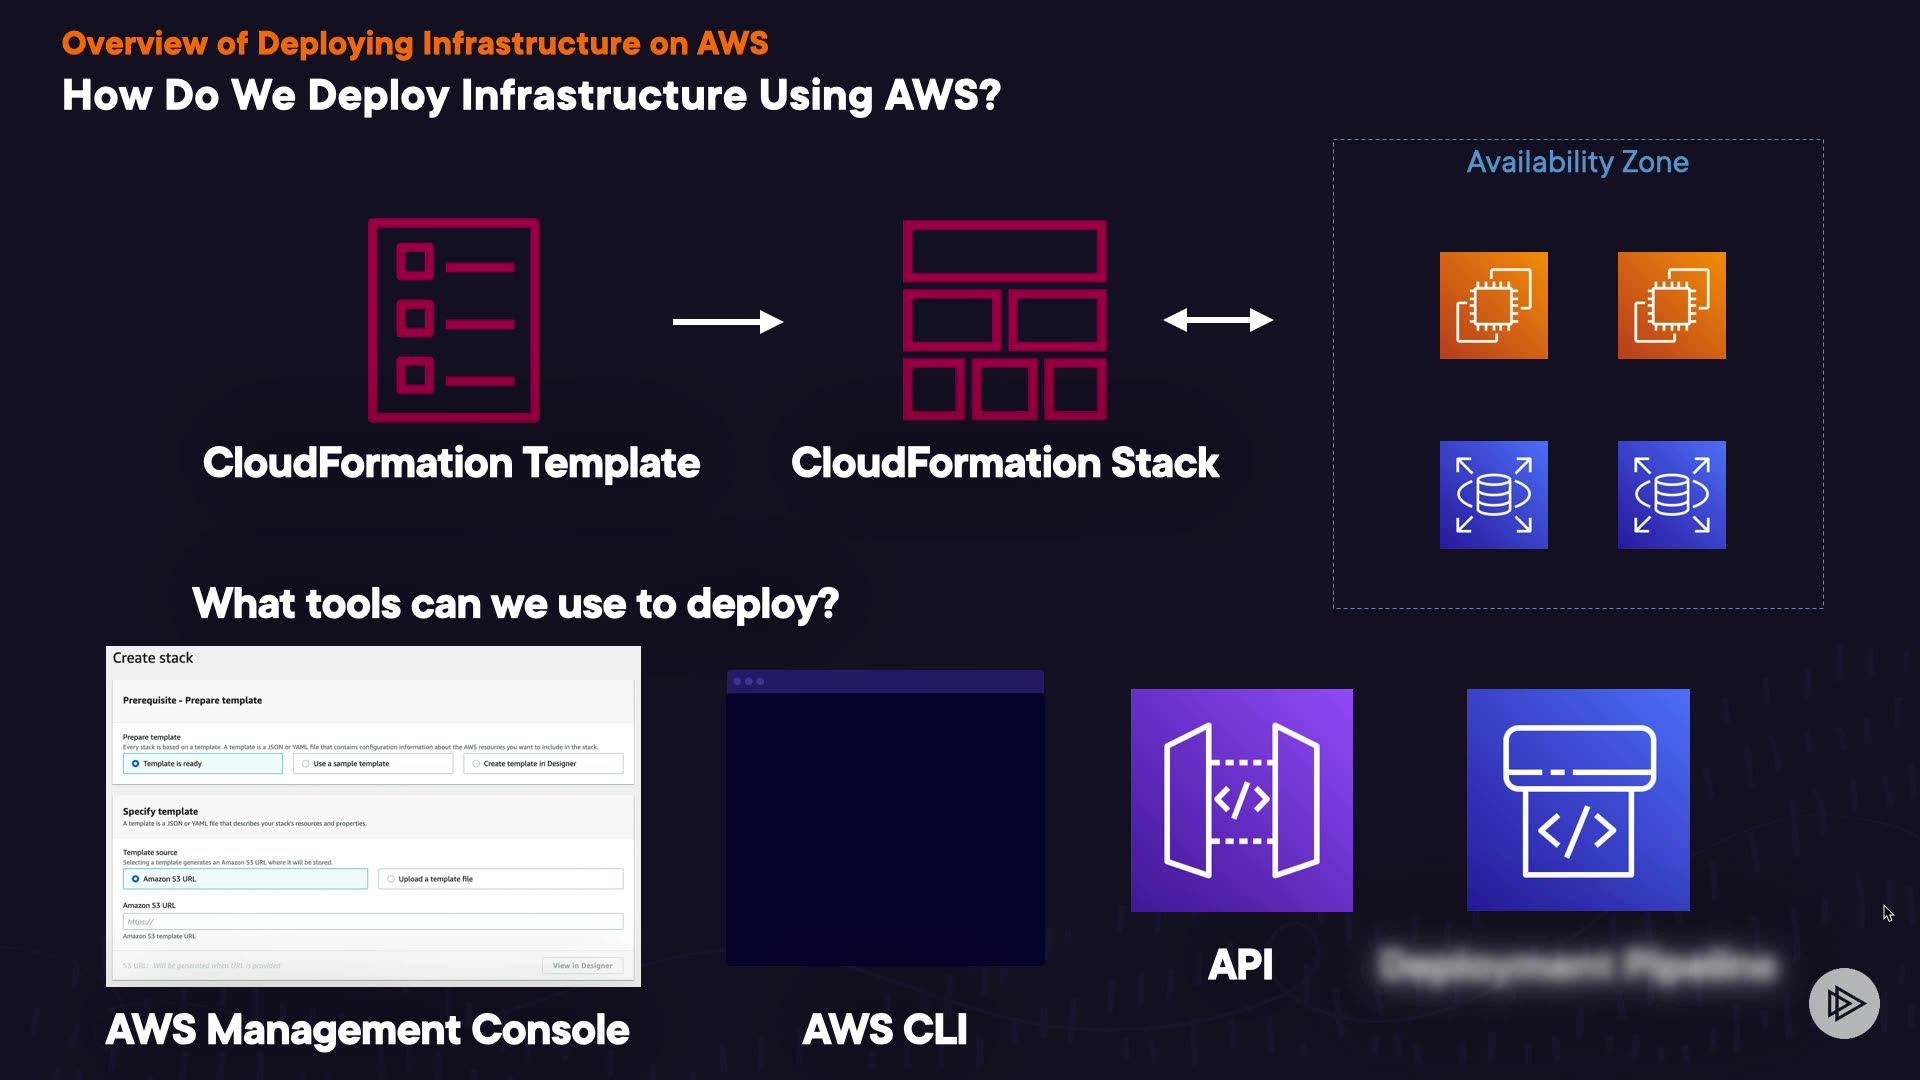 Overview of Deploying Infrastructure on AWS
How Do We Deploy Infrastructure Using AWS?
Availability Zone
CloudFormation Template
CloudFormation Stack
What tools can we use to deploy?
Create stack
Prerequisite - Prepare template
Prepare template
Every stack is based on a template. A template is a JSON or YAML file that contains configuration information about the AWS resources you want to include in the stack.
Template is ready
Use a sample template
Create template in Designer
Specify template
A template is a JSON or YAML file that describes your stack's resources and properties.
Template source
Selecting a template generates an Amazon S3 URL where it will be stored.
Amazon S3 URL
Upload a template file
Amazon S3 URL
https://
Amazon S3 template URL
S3 URL: Will be generated when URL is provided
View in Designer
AWS Management Console
AWS CLI
API
Deployment Pipeline